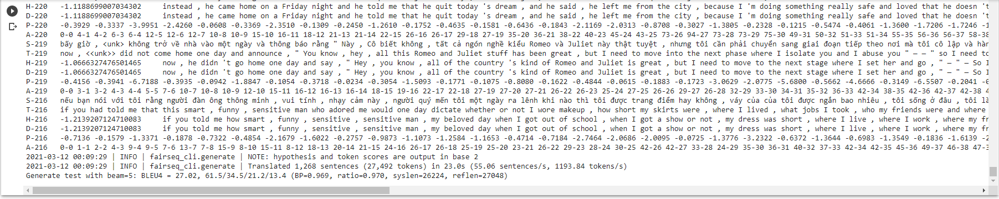 H-220 -1.1188699007034302 instead , he came home on a Friday night and he told me that he quit today 's dream , and he said , he left me from the city , because I 'm doing something really safe and loved that he doesn 't
D-220 -1.1188699007034302 instead , he came home on a Friday night and he told me that he quit today 's dream , and he said , he left me from the city , because I 'm doing something really safe and loved that he doesn 't
P-220 -0.3929 -0.3337 -3.9951 -2.4260 -0.0608 -0.3369 -2.3510 -0.1309 -0.2450 -1.2610 -0.1752 -0.4635 -0.1581 -0.6436 -0.1843 -2.1169 -2.0313 -0.8708 -0.3027 -1.3805 -0.2328 -0.1215 -0.5474 -0.4061 -1.3600 -1.7206 -1.7246 -1
A-220 0-0 4-1 4-2 6-3 6-4 12-5 12-6 12-7 10-8 10-9 15-10 16-11 18-12 21-13 21-14 22-15 26-16 26-17 29-18 27-19 35-20 36-21 38-22 40-23 45-24 43-25 73-26 94-27 73-28 73-29 75-30 49-31 50-32 51-33 51-34 55-35 56-36 56-37 58-38
S-219 bấy giờ , <unk> không trở về nhà vào một ngày và thông báo rằng " Này , Cô biết không , tất cả ngón nghề kiểu Romeo và Juliet này thật tuyệt , nhưng tôi cần phải chuyển sang giai đoạn tiếp theo nơi mà tôi cô lập và hàn
T-219 now , <<unk>> did not come home one day and announce , " You know , hey , all this Romeo and Juliet stuff has been great , but I need to move into the next phase where I isolate you and I abuse you " — — " so I need to
H-219 -1.0666327476501465 now , he didn 't go home one day and say , " Hey , you know , all of the country 's kind of Romeo and Juliet is great , but I need to move to the next stage where I set her and go , " — " — So I
D-219 -1.0666327476501465 now , he didn 't go home one day and say , " Hey , you know , all of the country 's kind of Romeo and Juliet is great , but I need to move to the next stage where I set her and go , " — " — So I
P-219 -0.4156 -0.3941 -6.7188 -0.3935 -0.0942 -1.8847 -0.1054 -0.3718 -0.0234 -0.3054 -1.5093 -0.1771 -0.1075 -0.8080 -0.1622 -0.4844 -0.0615 -0.1883 -0.1723 -3.0629 -2.0775 -5.6800 -0.5662 -4.6666 -0.3149 -6.5507 -0.2041 -0
A-219 0-0 3-1 3-2 4-3 4-4 5-5 7-6 10-7 10-8 10-9 12-10 15-11 16-12 16-13 16-14 18-15 19-16 22-17 22-18 27-19 27-20 27-21 26-22 26-23 25-24 27-25 26-26 29-27 26-28 32-29 33-30 34-31 35-32 36-33 42-34 38-35 42-36 42-37 42-38 4
S-216 nếu bạn nói với tôi rằng người đàn ông thông minh , vui tính , nhạy cảm này , người quý mến tôi một ngày ra lệnh khi nào thì tôi được trang điểm hay không , váy của của tôi được ngắn bao nhiêu , tôi sống ở đâu , tôi là
T-216 if you had told me that this smart , funny , sensitive man who adored me would one day dictate whether or not I wore makeup , how short my skirts were , where I lived , what jobs I took , who my friends were and where
H-216 -1.2139207124710083 if you told me how smart , funny , sensitive , sensitive man , my beloved day when I got out of school , when I got a show or not , my dress was short , where I live , where I work , where my fr
D-216 -1.2139207124710083 if you told me how smart , funny , sensitive , sensitive man , my beloved day when I got out of school , when I got a show or not , my dress was short , where I live , where I work , where my fr
P-216 -0.7136 -0.1579 -1.3371 -0.1878 -0.7322 -0.4854 -2.1679 -1.6022 -0.2757 -0.9873 -1.1073 -1.2584 -1.1653 -0.4714 -0.7184 -2.7464 -2.0686 -2.0095 -0.0725 -1.3776 -3.2322 -0.6372 -1.3644 -0.6983 -1.3549 -0.1836 -1.6139 -2
A-216 0-0 1-1 2-2 4-3 9-4 9-5 7-6 13-7 7-8 15-9 8-10 15-11 8-12 18-13 20-14 21-15 24-16 26-17 26-18 25-19 25-20 23-21 26-22 29-23 28-24 30-25 42-26 42-27 33-28 24-29 35-30 36-31 40-32 37-33 42-34 42-35 45-36 49-37 46-38 47-3
2021-03-12 00:09:29 | INFO | fairseq_cli.generate | NOTE: hypothesis and token scores are output in base 2
2021-03-12 00:09:29 | INFO | fairseq_cli.generate | Translated 1,268 sentences (27,492 tokens) in 23.0s (55.06 sentences/s, 1193.84 tokens/s)
Generate test with beam=5: BLEU4 = 27.02, 61.5/34.5/21.2/13.4 (BP=0.969, ratio=0.970, syslen=26224, reflen=27048)